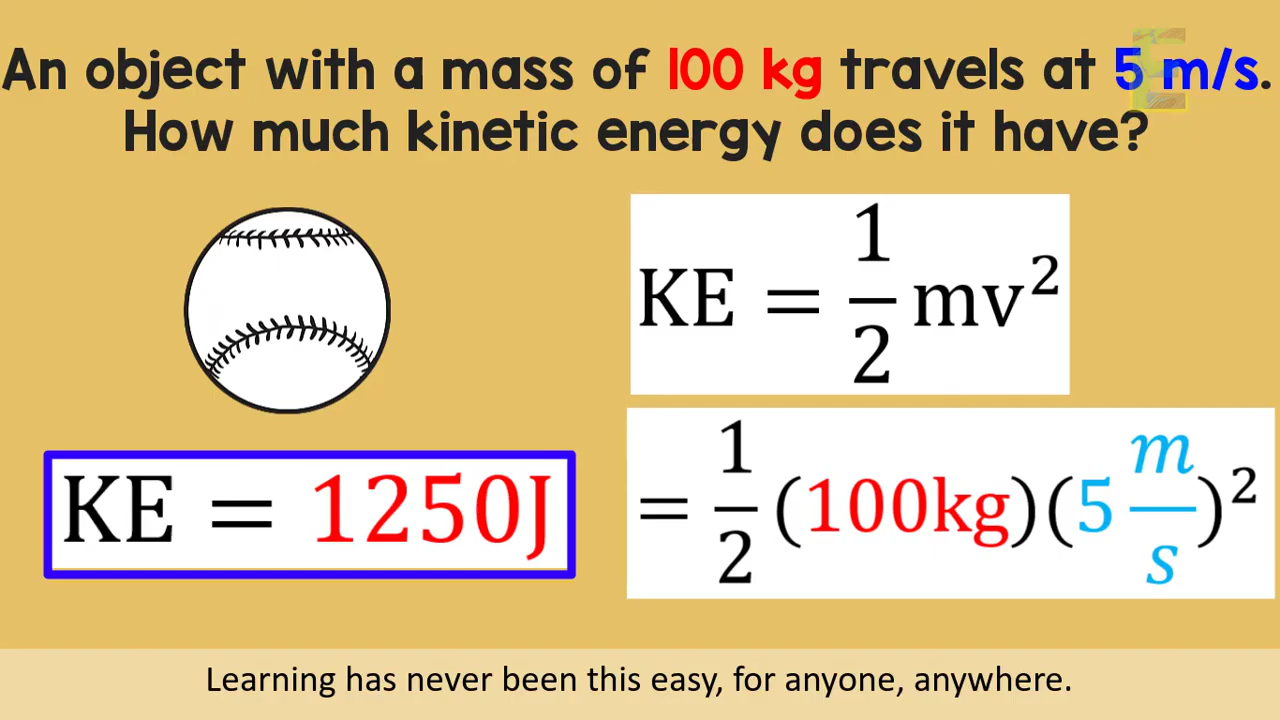 An object with a mass of 100 kg travels at 5 m/s.
How much kinetic energy does it have?
KE = 1/2 mv²
= 1/2 (100kg)(5 m/s)²
KE = 1250J
Learning has never been this easy, for anyone, anywhere.